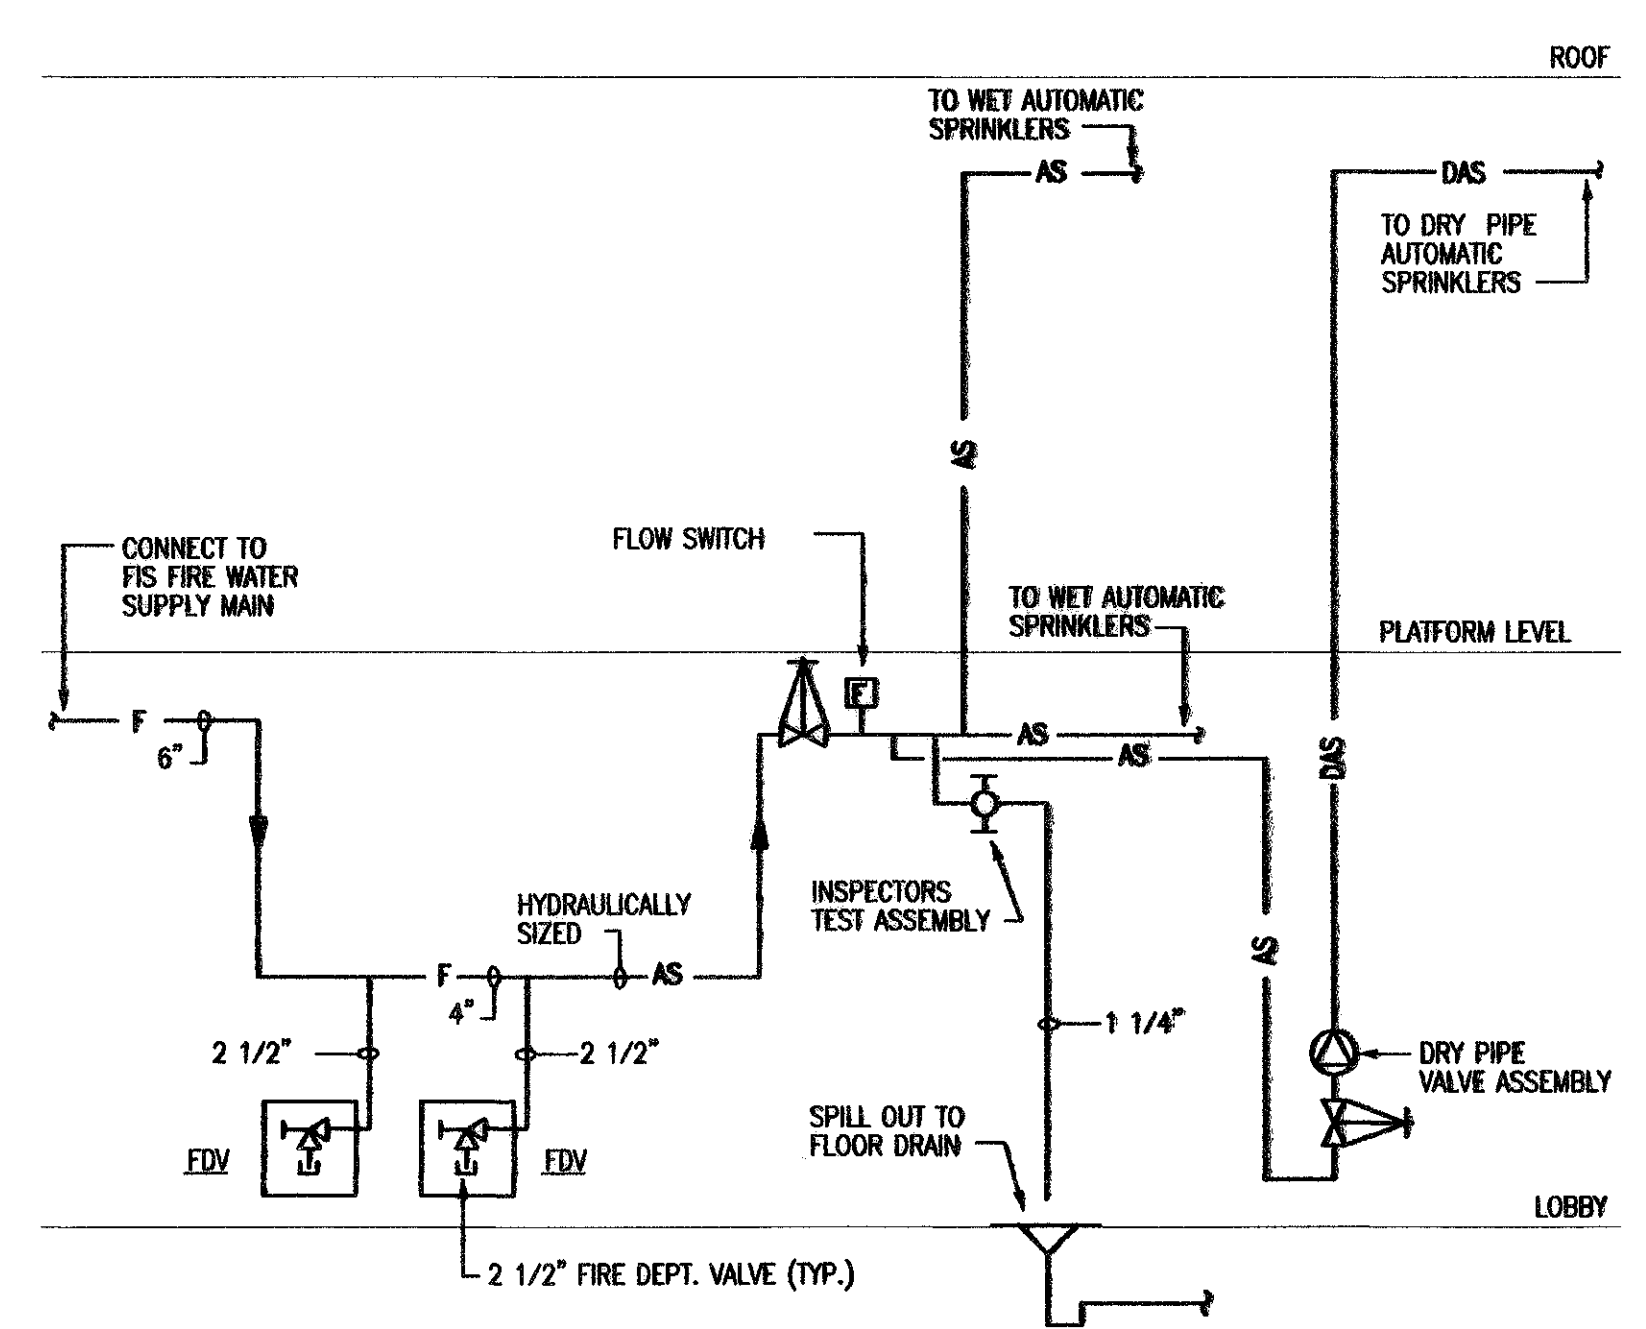 ROOF
TO WET AUTOMATIC
SPRINKLERS
AS
DAS
TO DRY PIPE
AUTOMATIC
SPRINKLERS
AS
CONNECT TO
FIS FIRE WATER
SUPPLY MAIN
FLOW SWITCH
TO WET AUTOMATIC
SPRINKLERS
PLATFORM LEVEL
F
F
6"
AS
AS
DAS
HYDRAULICALLY
SIZED
INSPECTORS
TEST ASSEMBLY
AS
F
AS
4"
1 1/4"
2 1/2"
2 1/2"
DRY PIPE
VALVE ASSEMBLY
SPILL OUT TO
FLOOR DRAIN
FDV
FDV
LOBBY
2 1/2" FIRE DEPT. VALVE (TYP.)